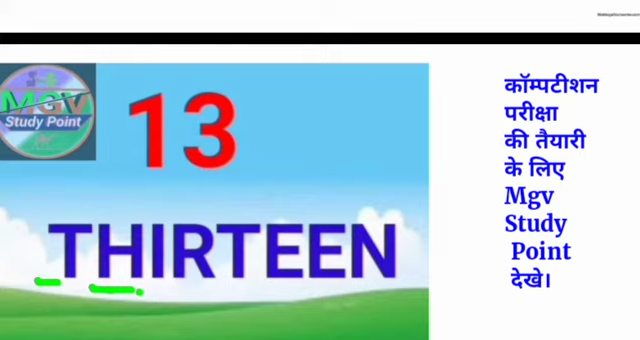 MGV
Study Point
13
THIRTEEN
कॉम्पटीशन
परीक्षा
की तैयारी
के लिए
Mgv
Study
Point
देखे।